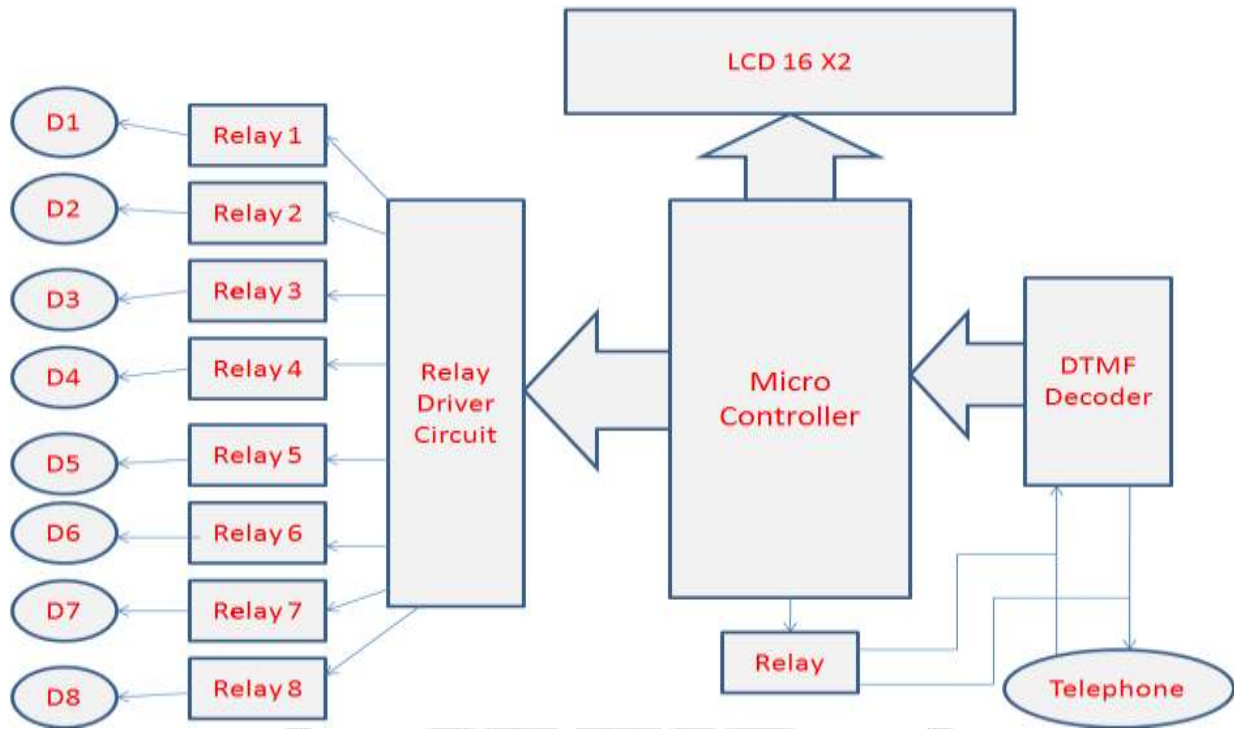 LCD 16 X2
D1
Relay 1
D2
Relay 2
D3
Relay 3
D4
Relay 4
D5
Relay 5
D6
Relay 6
D7
Relay 7
D8
Relay 8
Relay
Driver
Circuit
Micro
Controller
DTMF
Decoder
Relay
Telephone